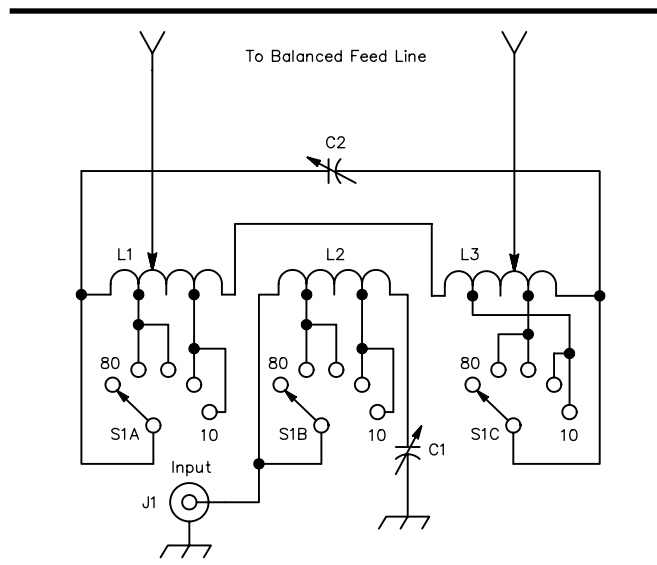 To Balanced Feed Line
C2
L1
L2
L3
80
80
80
S1A
10
S1B
10
C1
S1C
10
Input
J1